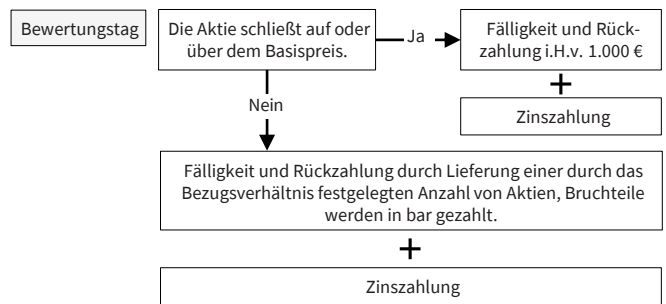 Bewertungstag
Die Aktie schließt auf oder
über dem Basispreis.
Ja
Fälligkeit und Rück-
zahlung i.H.v. 1.000 €
+
Zinszahlung
Nein
Fälligkeit und Rückzahlung durch Lieferung einer durch das
Bezugsverhältnis festgelegten Anzahl von Aktien, Bruchteile
werden in bar gezahlt.
+
Zinszahlung